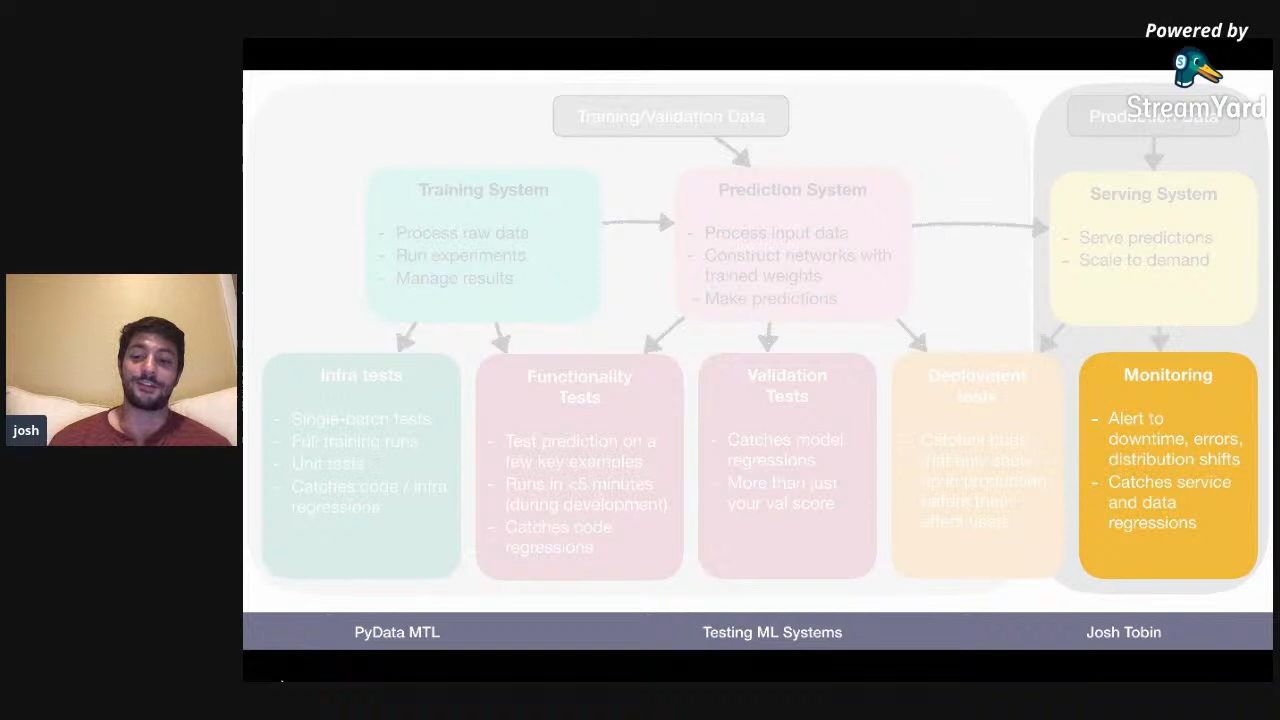 Powered by
StreamYard
Training/Validation Data
Production Data
Training System
- Process raw data
- Run experiments
- Manage results
Prediction System
- Process input data
- Construct networks with
trained weights
- Make predictions
Serving System
- Serve predictions
- Scale to demand
Infra tests
- Single-batch tests
- Full training runs
- Unit tests
- Catches code / infra
regressions
Functionality
Tests
- Test prediction on a
few key examples
- Runs in <5 minutes
(during development)
- Catches code
regressions
Validation
Tests
- Catches model
regressions
- More than just
your val score
Deployment
tests
Monitoring
- Alert to
downtime, errors,
distribution shifts
- Catches service
and data
regressions
josh
PyData MTL
Testing ML Systems
Josh Tobin